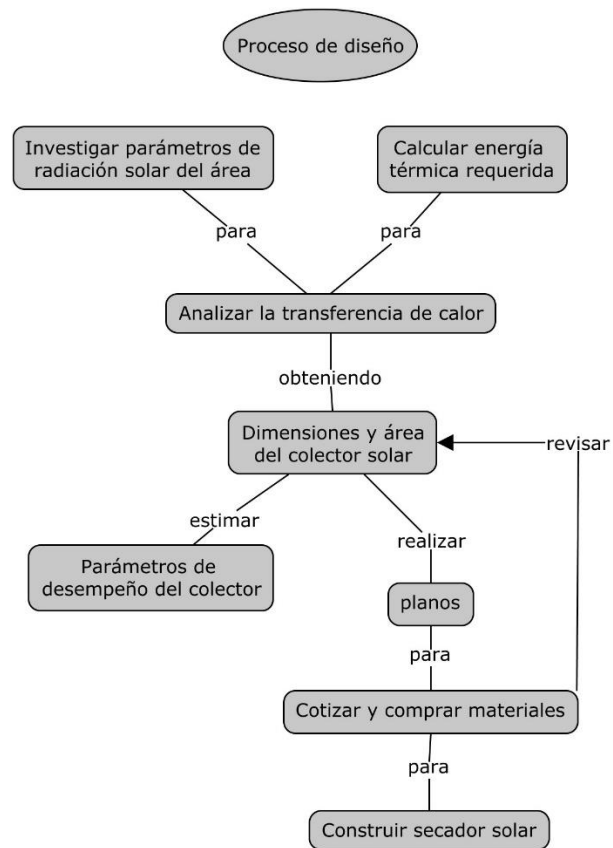 Proceso de diseño
Investigar parámetros de
radiación solar del área
Calcular energía
térmica requerida
para
para
Analizar la transferencia de calor
obteniendo
Dimensiones y área
del colector solar
revisar
estimar
realizar
Parámetros de
desempeño del colector
planos
para
Cotizar y comprar materiales
para
Construir secador solar